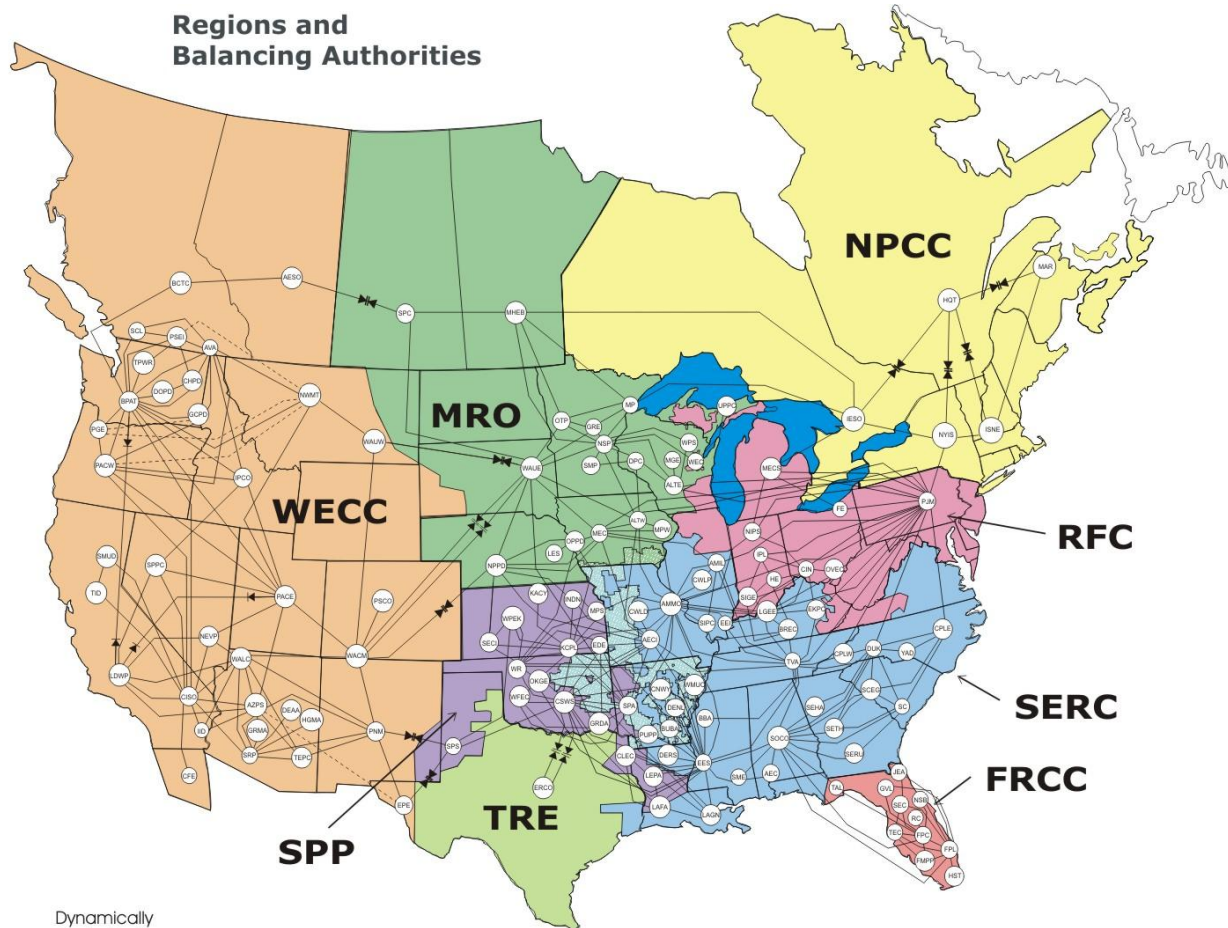 Regions and
Balancing Authorities
NPCC
MAR
HQT
BCTC
AESO
SPC
MHEB
SCL
PSEI
AVA
TPWR
DOPD
CHPD
BPAT
GCPD
NWMT
PGE
PACW
WAUW
IPCO
MRO
OTP
GRE
MP
UPPC
NSP
WPS
SMP
DPC
MGE
WEC
WAUE
ALTE
MECS
IESO
NYIS
ISNE
WECC
FE
PJM
RFC
SMUD
SPPC
TID
PACE
PSCO
NEVP
WALC
WACM
LDWP
CISO
AZPS
DEAA
HGMA
GRMA
IID
SRP
TEPC
PNM
CFE
EPE
NPPD
LES
OPPD
MEC
ALTW
MPW
NIPS
IPL
HE
CIN
OVEC
SIGE
LGEE
EKPC
BREC
KACY
INDN
MPS
WPEK
SECI
KCPL
EDE
WR
OKGE
WFEC
CSWS
GRDA
SPS
AMIL
CWLP
CWLD
AMMO
SIPC
EEI
AECI
TVA
CPLW
DUK
YAD
CPLE
SCEG
SC
SEHA
SETH
SERU
SOCO
SERC
SPA
CNWY
WMUC
DENL
BUBA
BBA
PUPP
DERS
CLEC
EES
LEPA
LAFA
LAGN
SME
AEC
ERCO
TRE
SPP
FRCC
JEA
TAL
GVL
NSB
SEC
RC
TEC
FPC
FMPP
FPL
HST
Dynamically